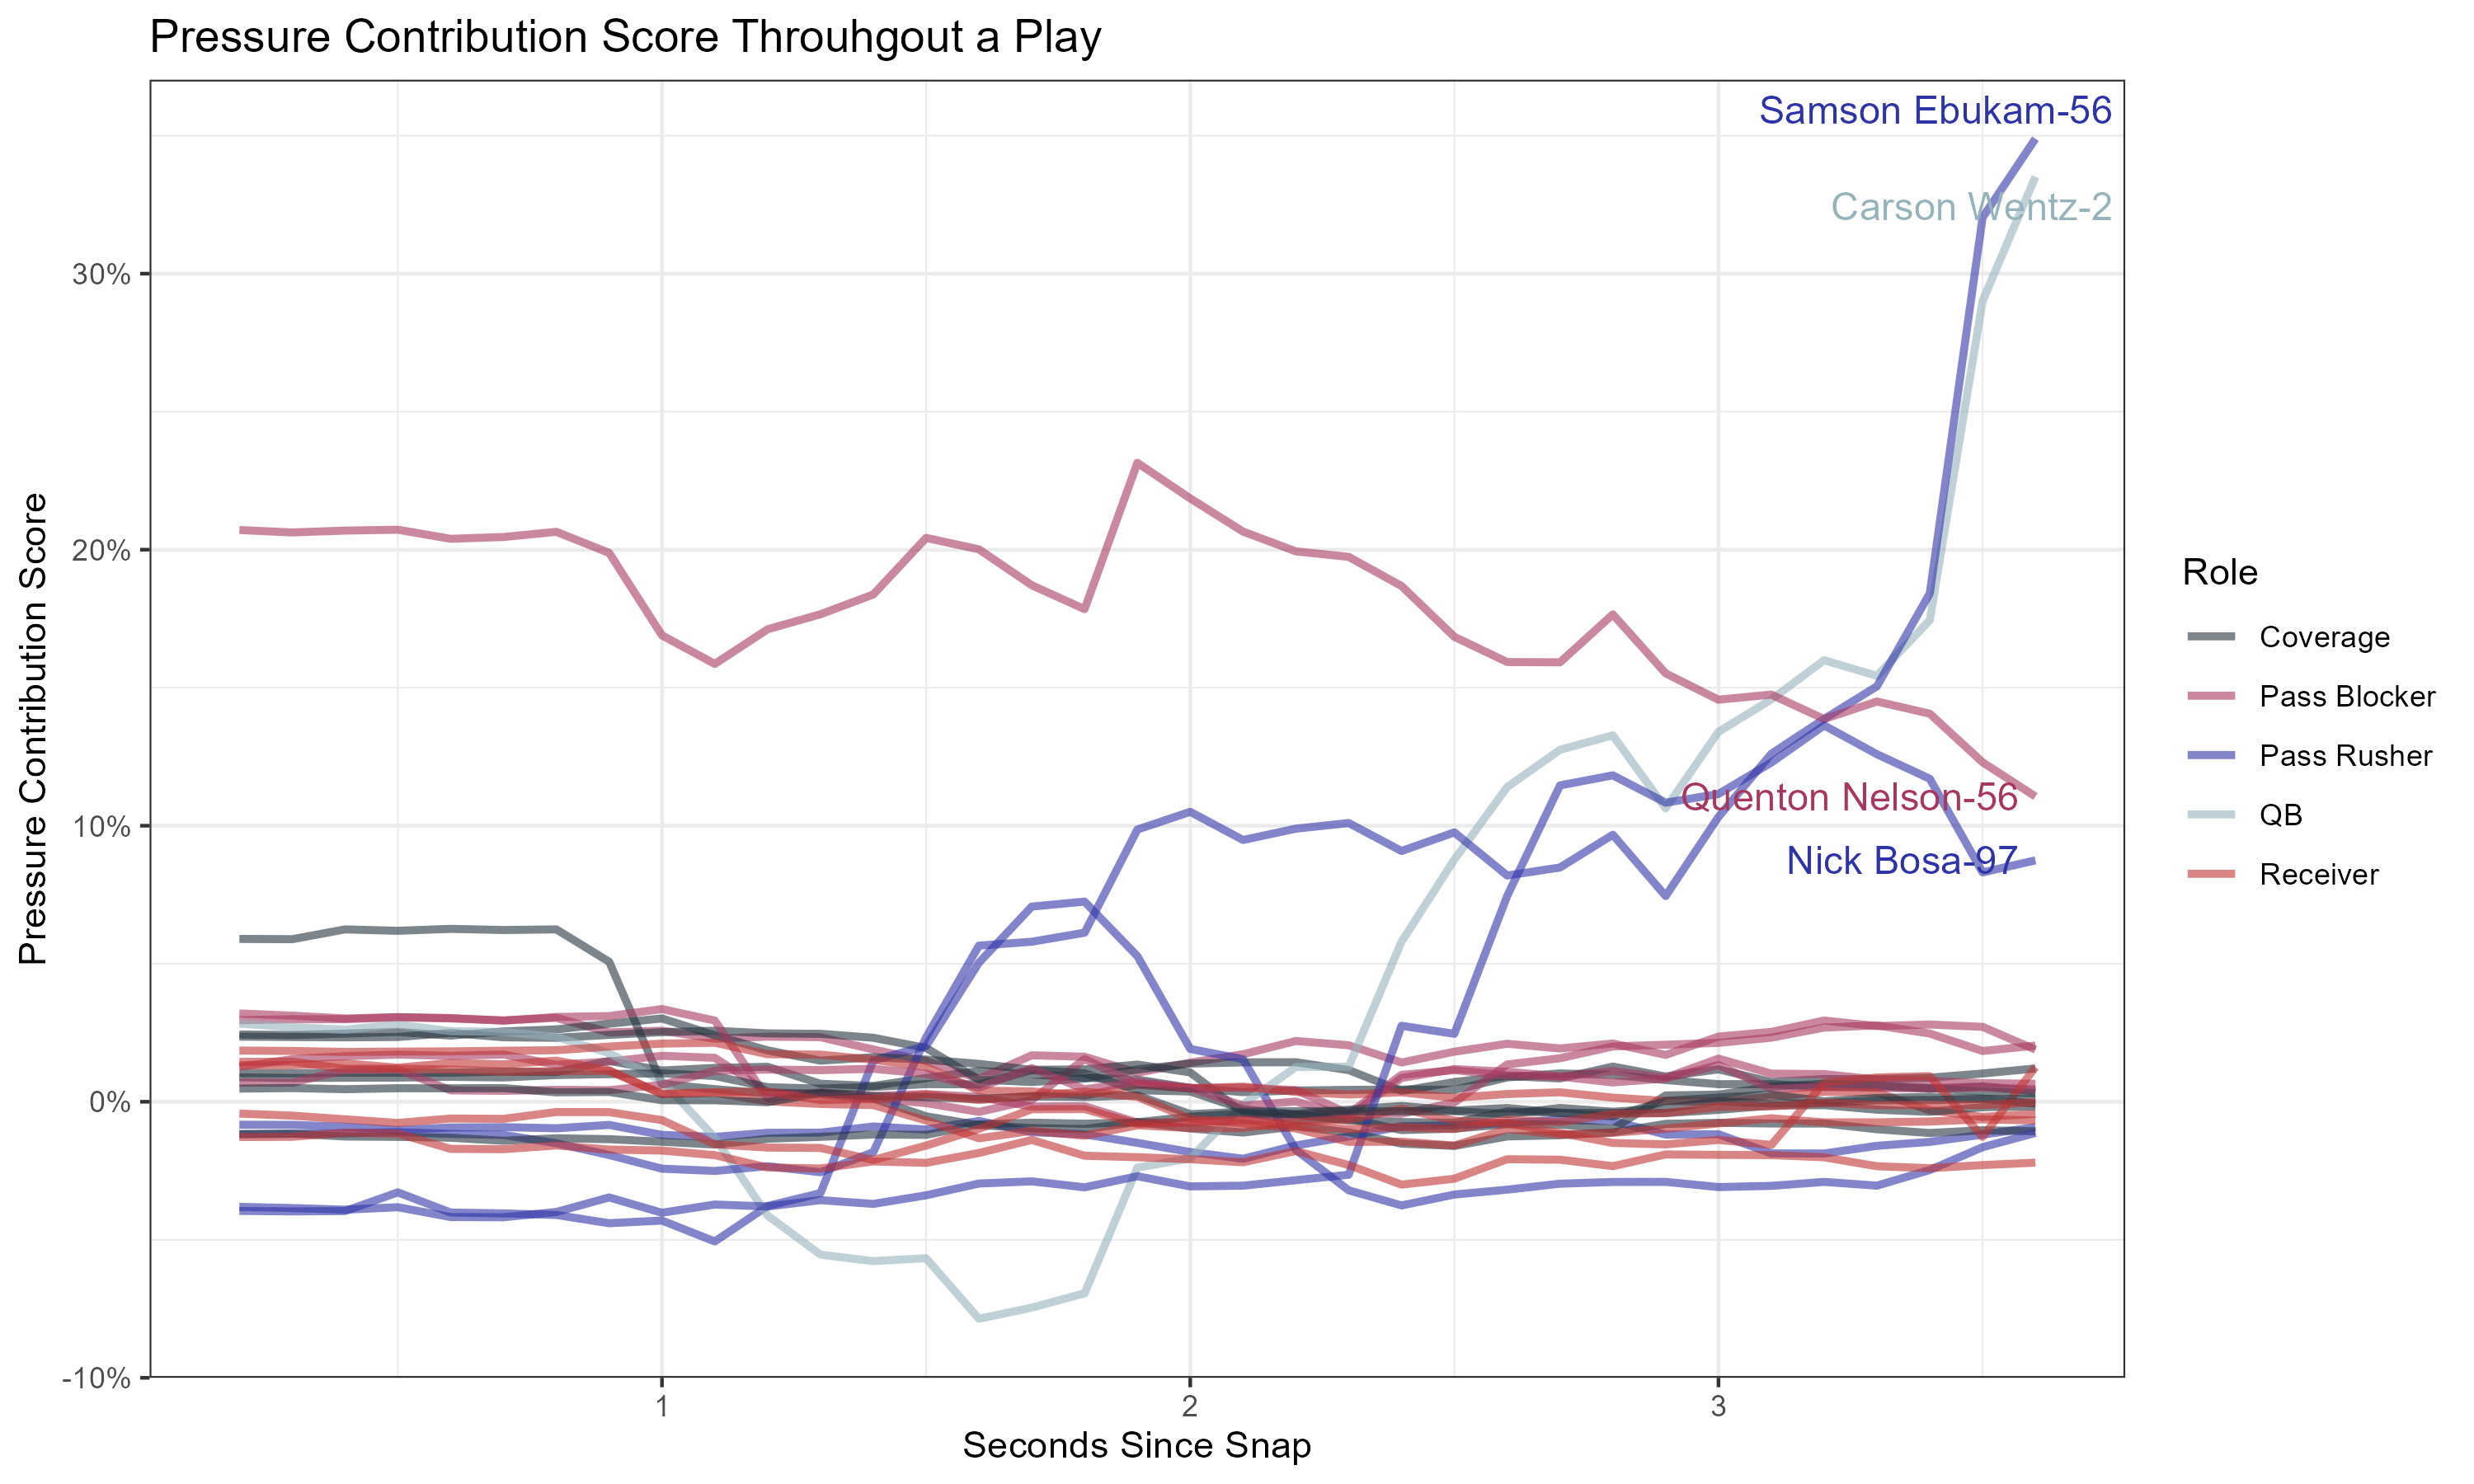 Pressure Contribution Score Throuhgout a Play
Pressure Contribution Score
30%
20%
10%
0%
-10%
Samson Ebukam-56
Carson Wentz-2
Quenton Nelson-56
Nick Bosa-97
1
2
3
Seconds Since Snap
Role
Coverage
Pass Blocker
Pass Rusher
QB
Receiver